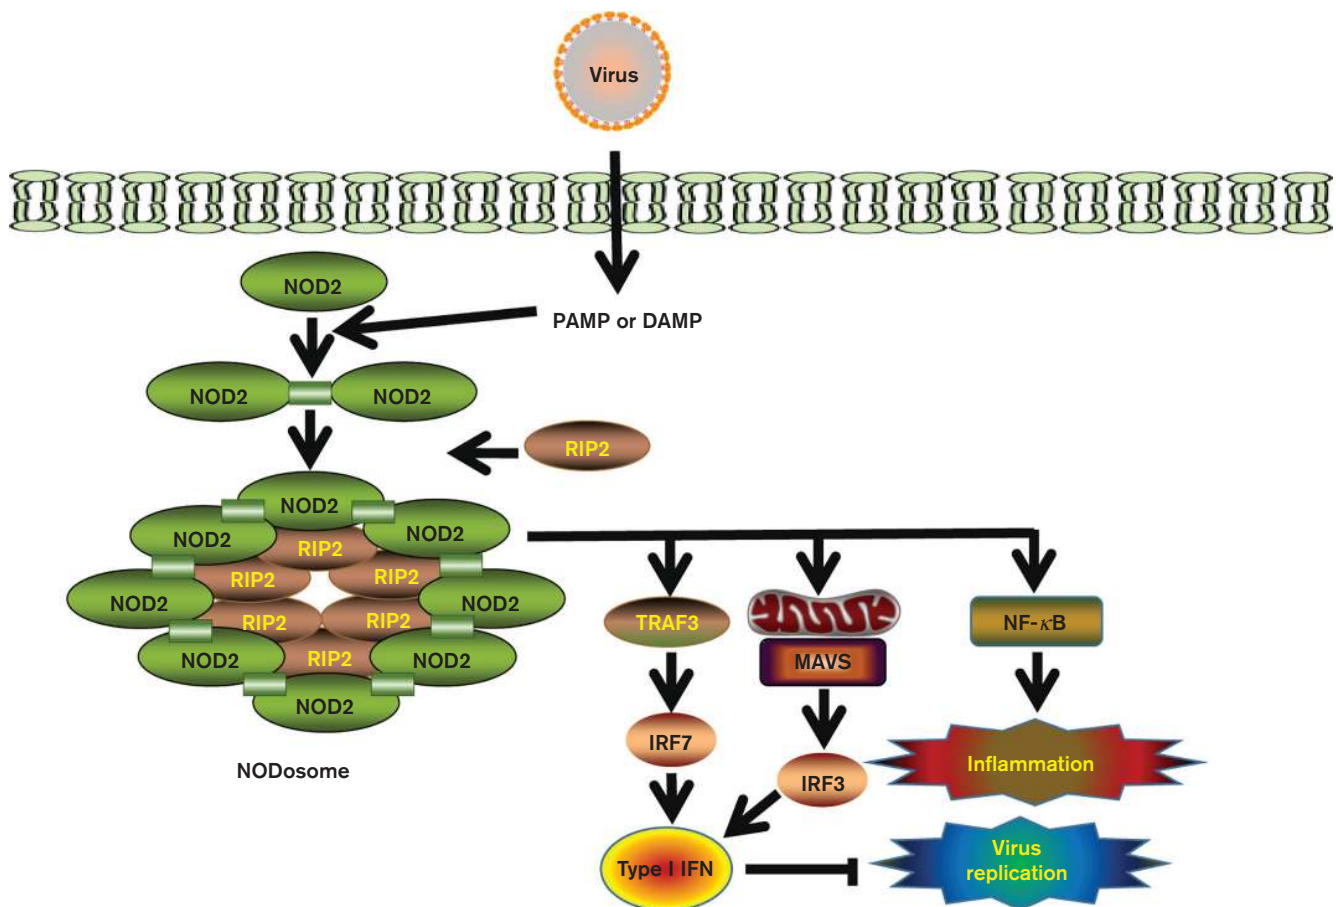 Virus
NOD2
PAMP or DAMP
NOD2
NOD2
RIP2
NOD2
NOD2
NOD2
RIP2
RIP2
RIP2
NOD2
NOD2
RIP2
RIP2
NOD2
NOD2
RIP2
NOD2
NODosome
TRAF3
MAVS
NF-κB
IRF7
IRF3
Inflammation
Type I IFN
Virus
replication